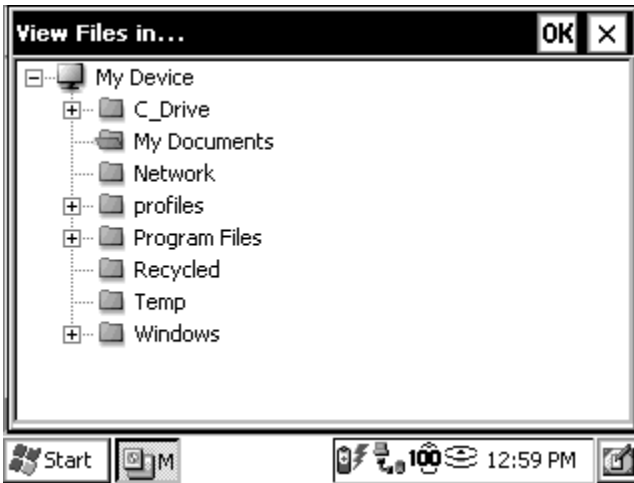 View Files in...
OK
My Device
C_Drive
My Documents
Network
profiles
Program Files
Recycled
Temp
Windows
Start M 100 12:59 PM